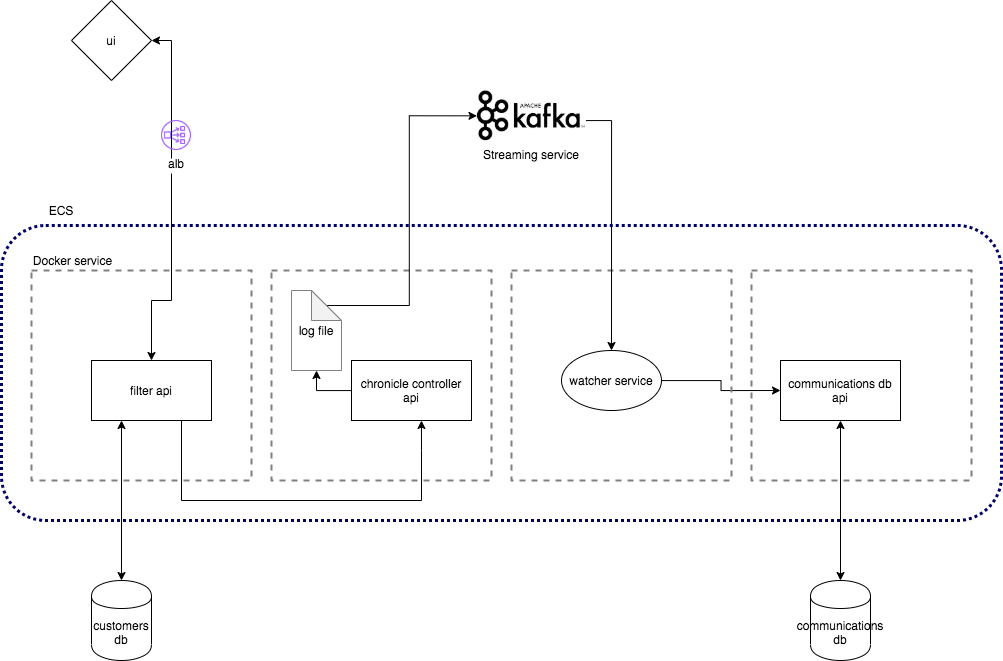 ui
alb
APACHE
kafka
Streaming service
ECS
Docker service
log file
filter api
chronicle controller
api
watcher service
communications db
api
customers
db
communications
db